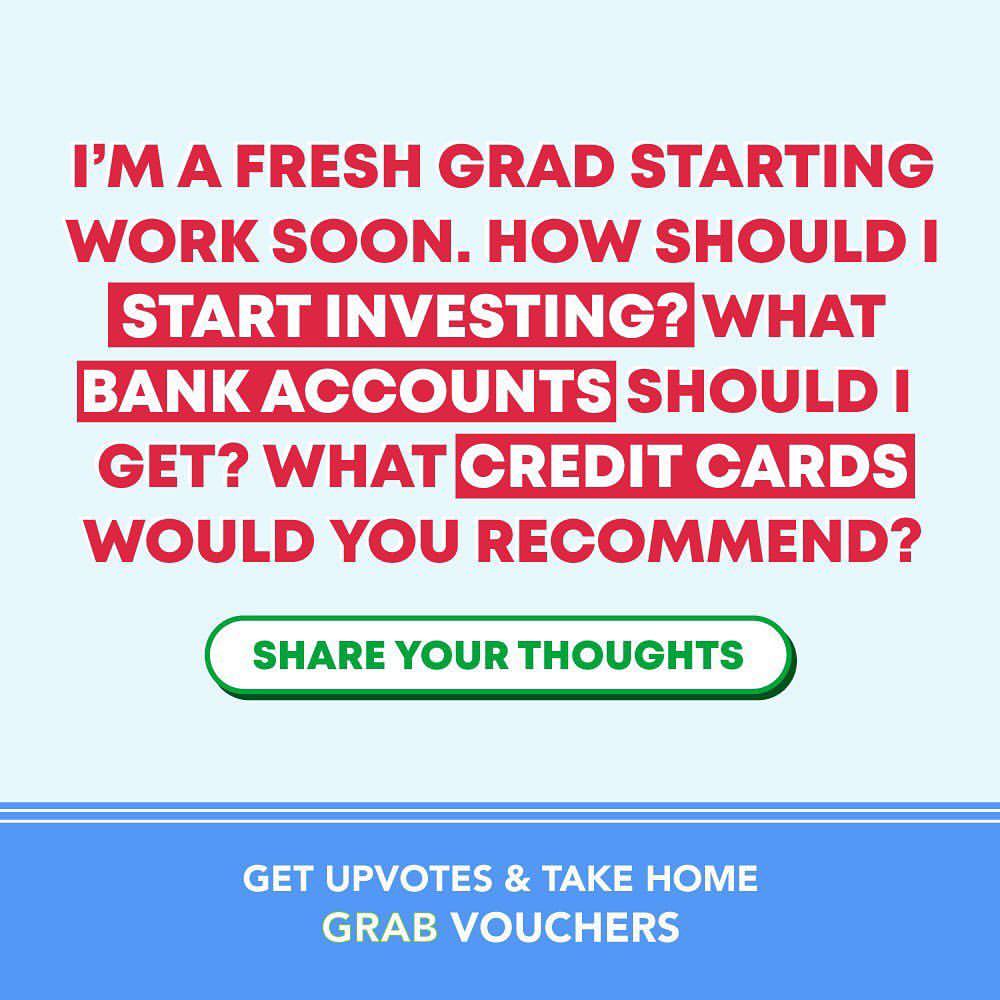 I'M A FRESH GRAD STARTING
WORK SOON. HOW SHOULD I
START INVESTING? WHAT
BANK ACCOUNTS SHOULD I
GET? WHAT CREDIT CARDS
WOULD YOU RECOMMEND?
SHARE YOUR THOUGHTS
GET UPVOTES & TAKE HOME
GRAB VOUCHERS